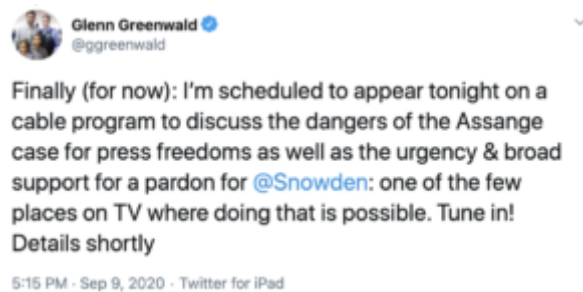 Glenn Greenwald
@ggreenwald
Finally (for now): I'm scheduled to appear tonight on a
cable program to discuss the dangers of the Assange
case for press freedoms as well as the urgency & broad
support for a pardon for @Snowden: one of the few
places on TV where doing that is possible. Tune in!
Details shortly
5:15 PM · Sep 9, 2020 · Twitter for iPad